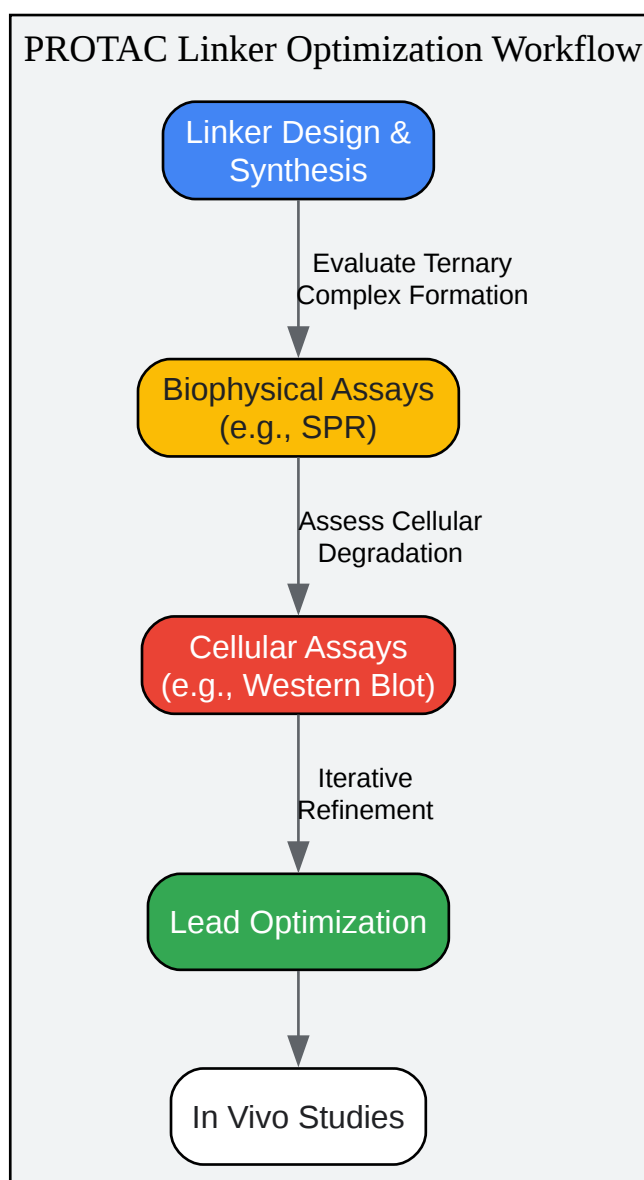 PROTAC Linker Optimization Workflow
Linker Design &
Synthesis
Evaluate Ternary
Complex Formation
Biophysical Assays
(e.g., SPR)
Assess Cellular
Degradation
Cellular Assays
(e.g., Western Blot)
Iterative
Refinement
Lead Optimization
In Vivo Studies